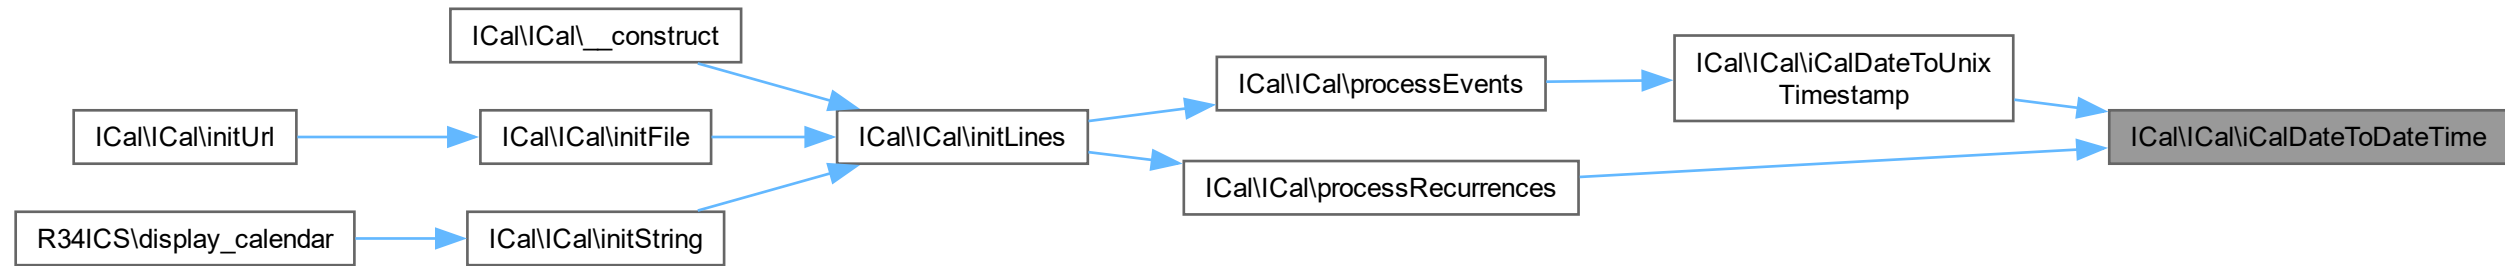 ICal\ICal\__construct
ICal\ICal\iCalDateToUnix
Timestamp
ICal\ICal\processEvents
ICal\ICal\initUrl
ICal\ICal\initFile
ICal\ICal\initLines
ICal\ICal\iCalDateToDateTime
ICal\ICal\processRecurrences
R34ICS\display_calendar
ICal\ICal\initString